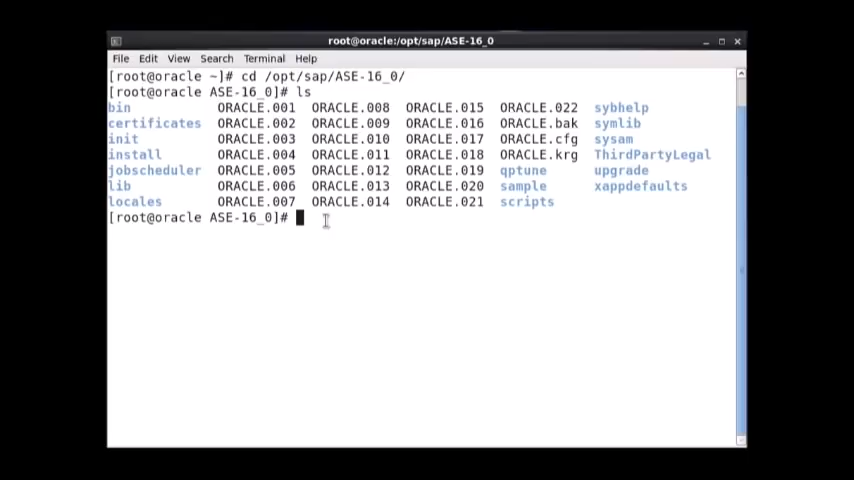 root@oracle:/opt/sap/ASE-16_0
File Edit View Search Terminal Help
[root@oracle ~]# cd /opt/sap/ASE-16_0/
[root@oracle ASE-16_0]# ls
bin ORACLE.001 ORACLE.008 ORACLE.015 ORACLE.022 sybhelp
certificates ORACLE.002 ORACLE.009 ORACLE.016 ORACLE.bak symlib
init ORACLE.003 ORACLE.010 ORACLE.017 ORACLE.cfg sysam
install ORACLE.004 ORACLE.011 ORACLE.018 ORACLE.krg ThirdPartyLegal
jobscheduler ORACLE.005 ORACLE.012 ORACLE.019 qptune upgrade
lib ORACLE.006 ORACLE.013 ORACLE.020 sample xappdefaults
locales ORACLE.007 ORACLE.014 ORACLE.021 scripts
[root@oracle ASE-16_0]#